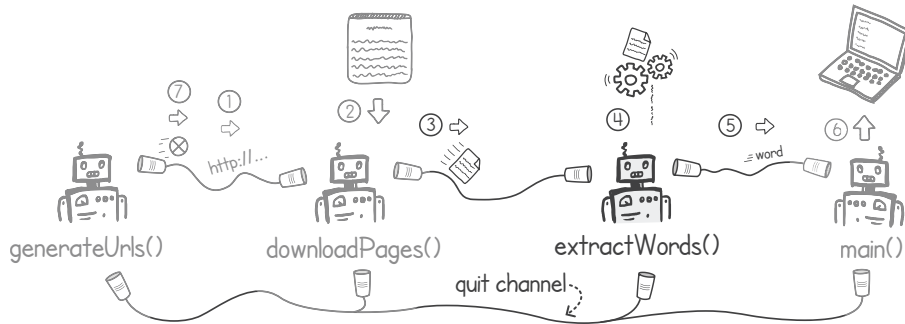 7
1
http://...
2
3
4
5
word
6
generateUrls()
downloadPages()
extractWords()
main()
quit channel